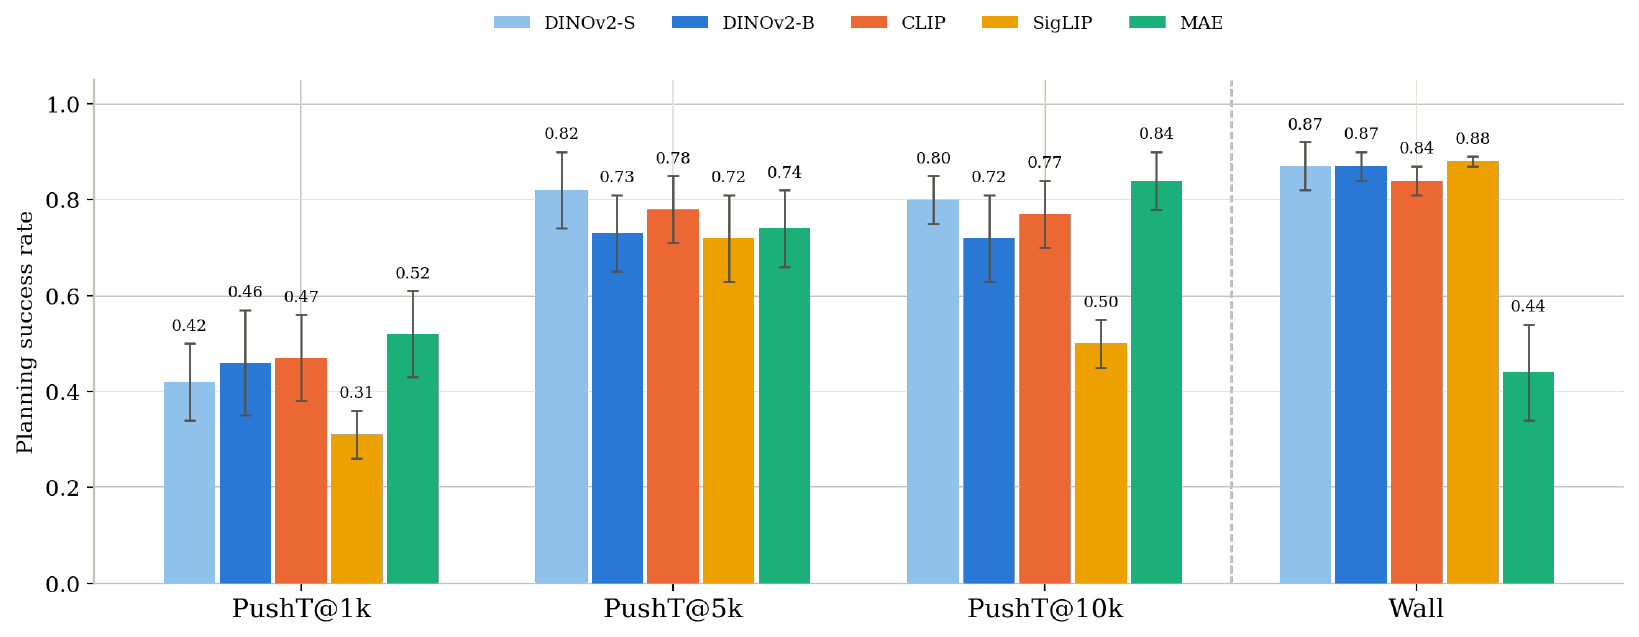 DINOv2-S DINOv2-B CLIP SigLIP MAE
Planning success rate
1.0
0.8
0.6
0.4
0.2
0.0
0.42 0.46 0.47 0.31 0.52
0.82 0.73 0.78 0.72 0.74
0.80 0.72 0.77 0.50 0.84
0.87 0.87 0.84 0.88 0.44
PushT@1k PushT@5k PushT@10k Wall